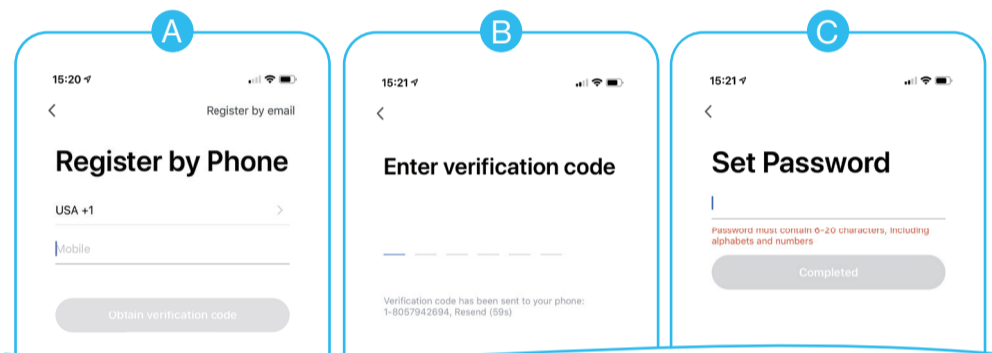 A
15:20
Register by email
Register by Phone
USA +1
Mobile
Obtain verification code
B
15:21
Enter verification code
Verification code has been sent to your phone:
1-8057942694, Resend (59s)
C
15:21
Set Password
Password must contain 6-20 characters, including
alphabets and numbers
Completed